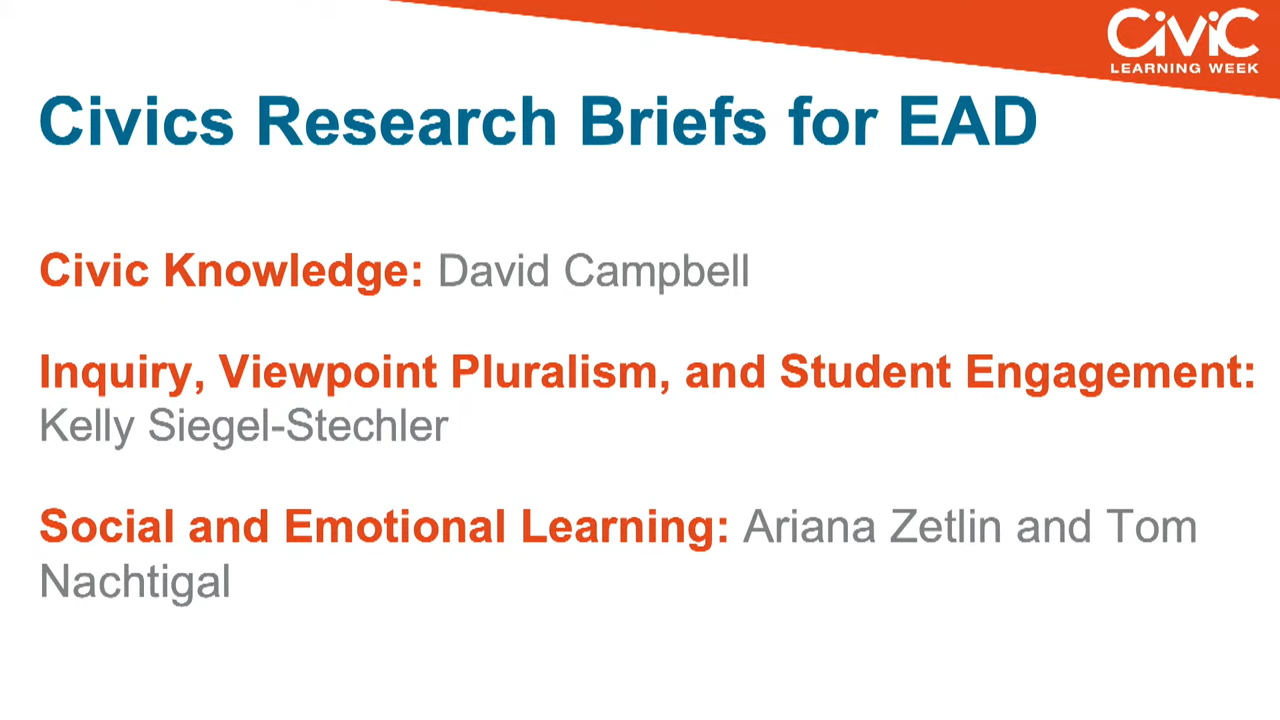 CiViC
LEARNING WEEK
Civics Research Briefs for EAD
Civic Knowledge: David Campbell
Inquiry, Viewpoint Pluralism, and Student Engagement:
Kelly Siegel-Stechler
Social and Emotional Learning: Ariana Zetlin and Tom
Nachtigal